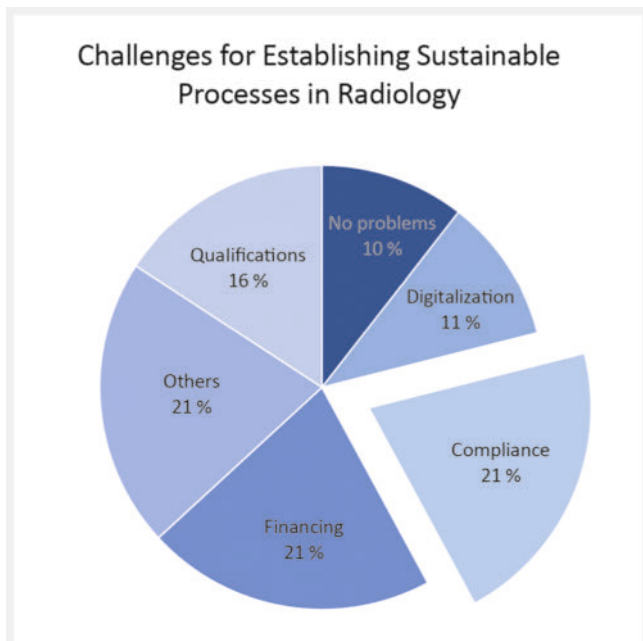 Challenges for Establishing Sustainable
Processes in Radiology
No problems
10 %
Digitalization
11 %
Compliance
21 %
Financing
21 %
Others
21 %
Qualifications
16 %